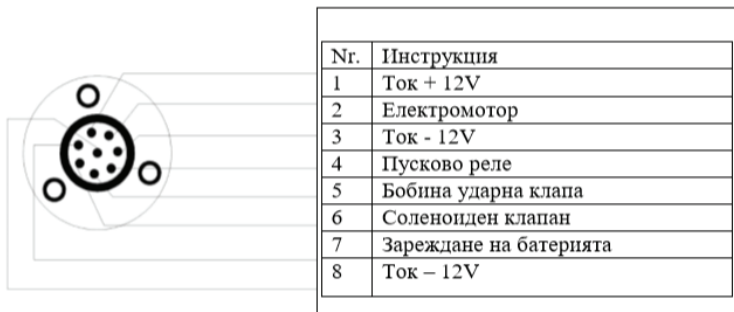 Nr. Инструкция
1 Ток + 12V
2 Електромотор
3 Ток - 12V
4 Пусково реле
5 Бобина ударна клапа
6 Соленоиден клапан
7 Зареждане на батерията
8 Ток – 12V